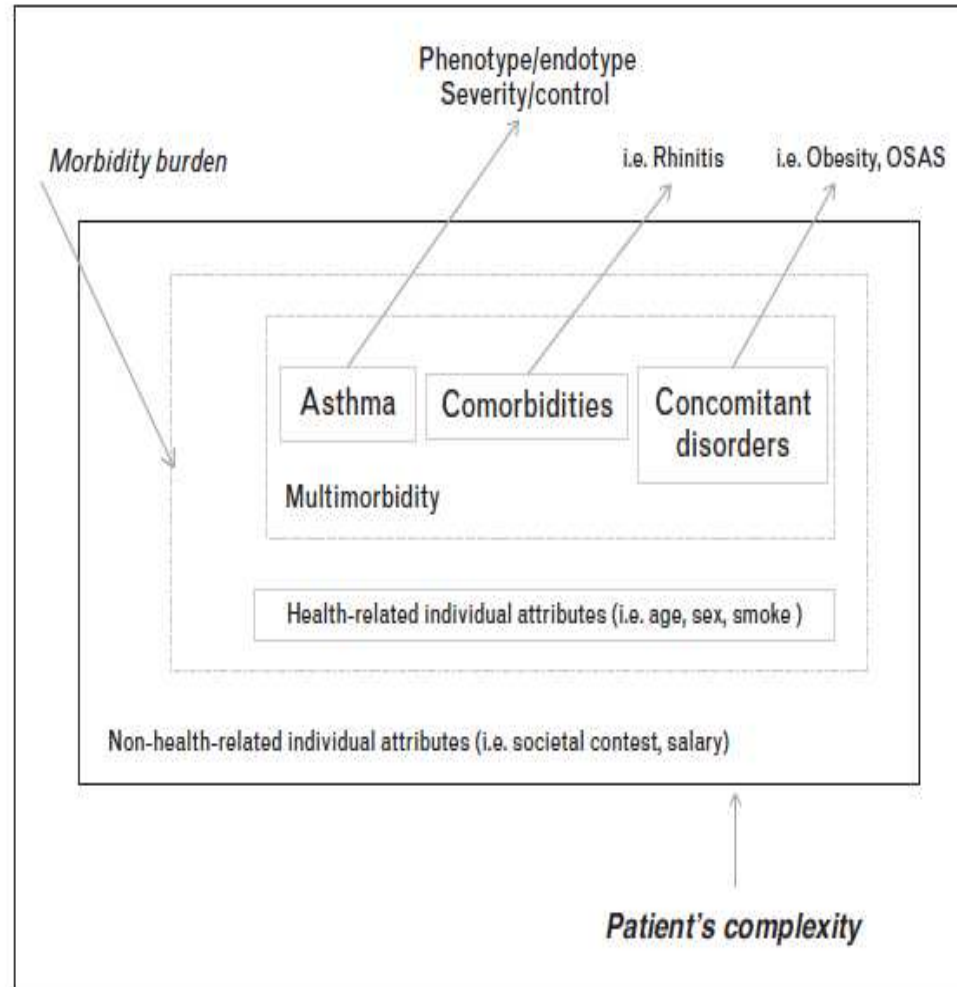 Phenotype/endotype
Severity/control
Morbidity burden
i.e. Rhinitis
i.e. Obesity, OSAS
Asthma
Comorbidities
Concomitant
disorders
Multimorbidity
Health-related individual attributes (i.e. age, sex, smoke )
Non-health-related individual attributes (i.e. societal contest, salary)
Patient's complexity